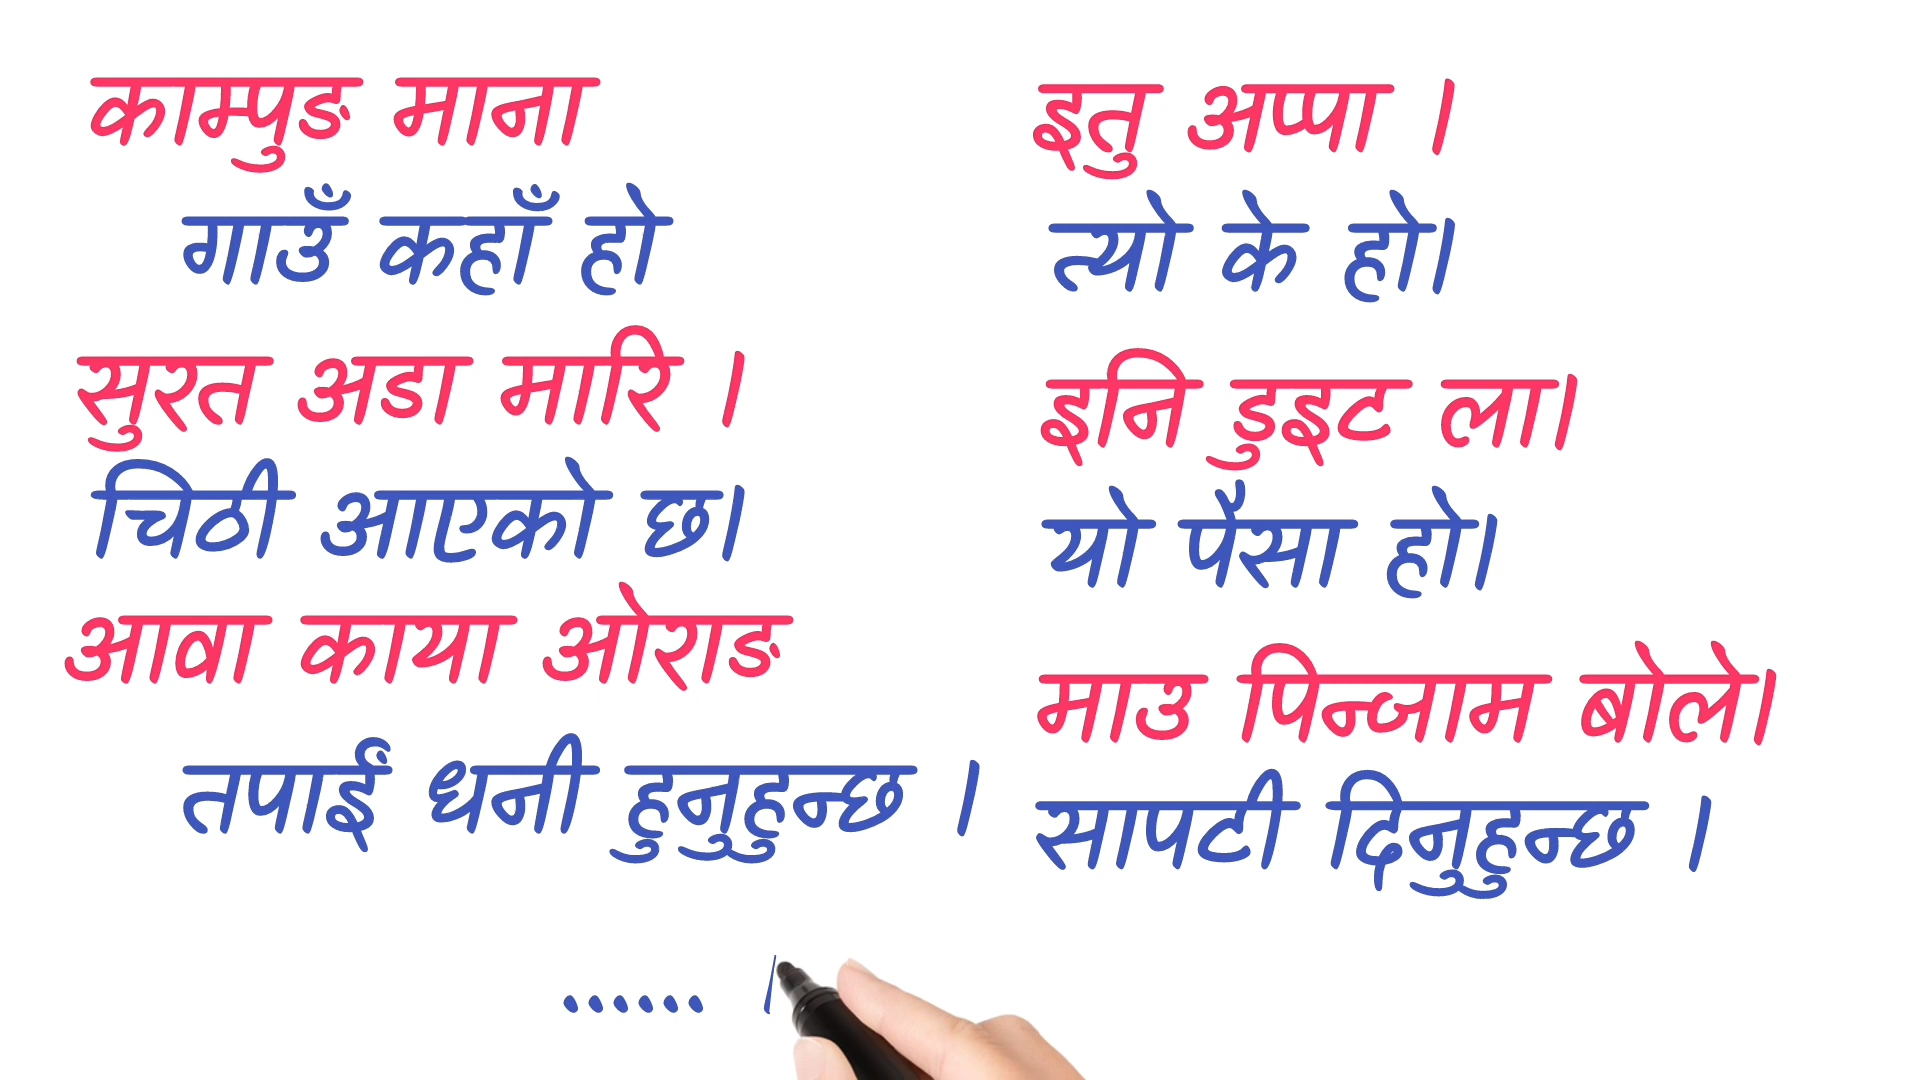 काम्पुङ माना
गाउँ कहाँ हो
सुरत अडा मारि ।
चिठी आएको छ।
आवा काया ओराङ
तपाईं धनी हुनुहुन्छ ।
इतु अप्पा ।
त्यो के हो।
इनि डुइट ला।
यो पैसा हो।
माउ पिन्जाम बोले।
सापटी दिनुहुन्छ ।
...... ।